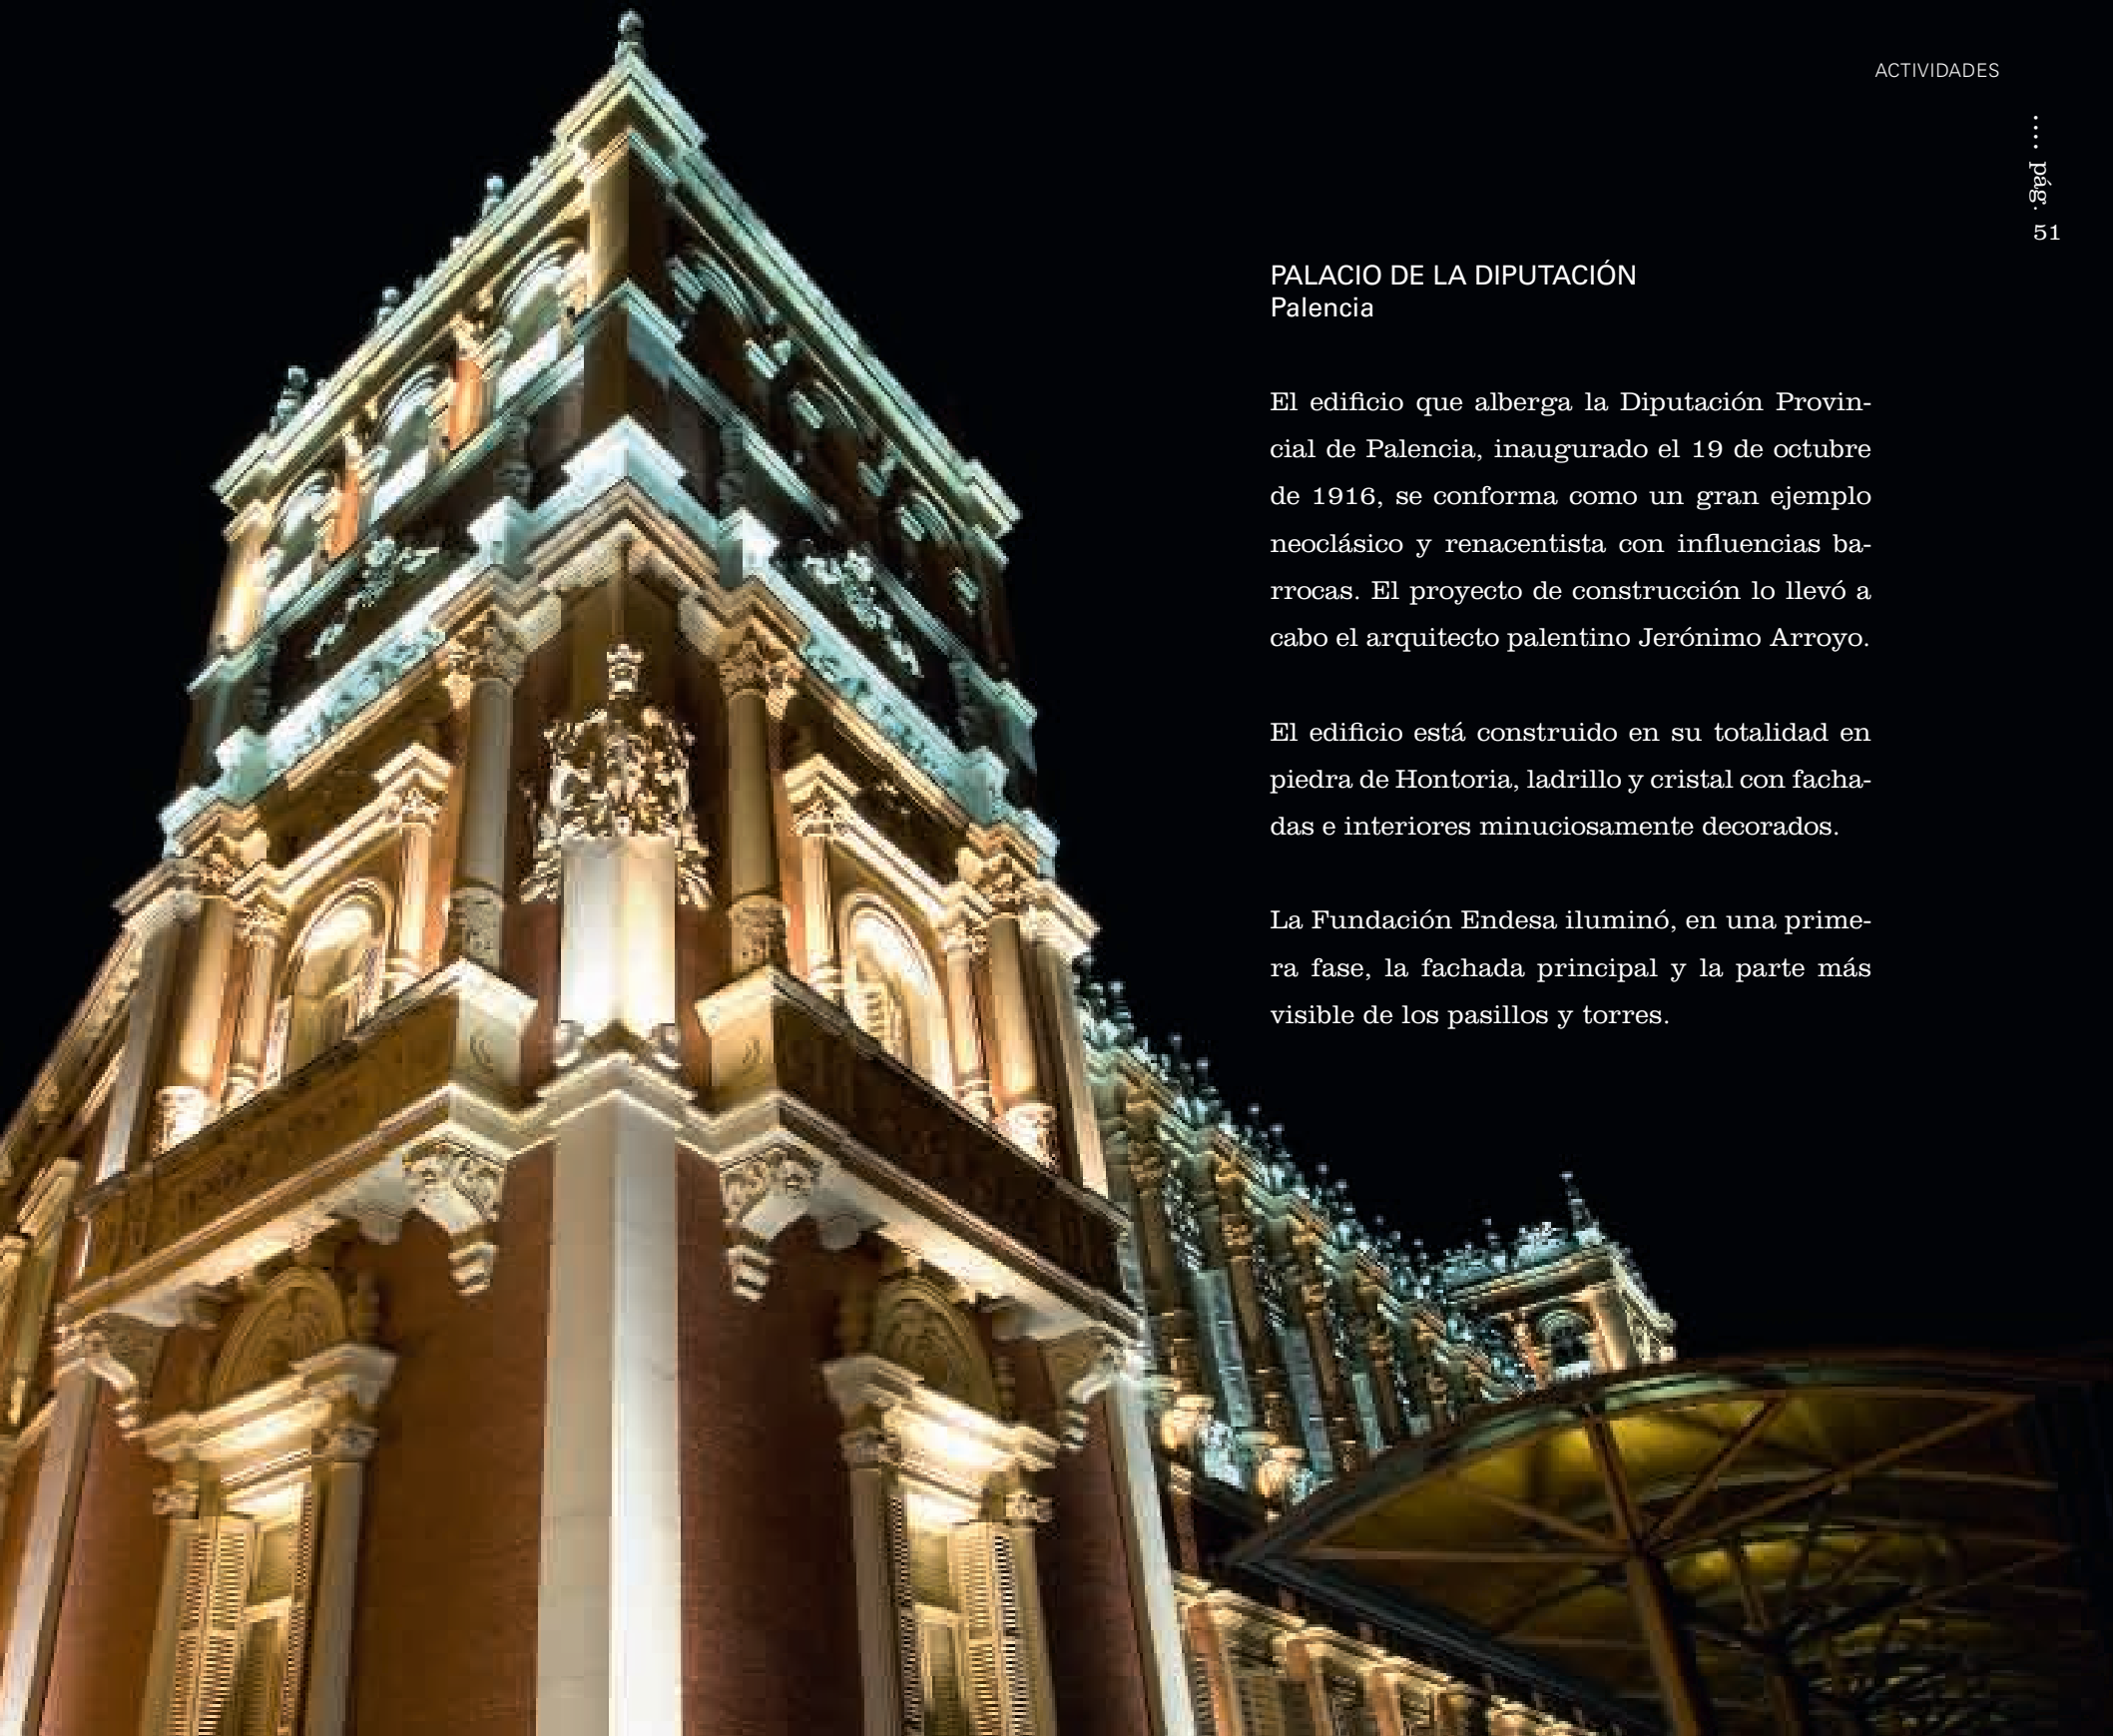 ACTIVIDADES
.... pág. 51
PALACIO DE LA DIPUTACIÓN
Palencia
El edificio que alberga la Diputación Provin-
cial de Palencia, inaugurado el 19 de octubre
de 1916, se conforma como un gran ejemplo
neoclásico y renacentista con influencias ba-
rrocas. El proyecto de construcción lo llevó a
cabo el arquitecto palentino Jerónimo Arroyo.
El edificio está construido en su totalidad en
piedra de Hontoria, ladrillo y cristal con facha-
das e interiores minuciosamente decorados.
La Fundación Endesa iluminó, en una prime-
ra fase, la fachada principal y la parte más
visible de los pasillos y torres.